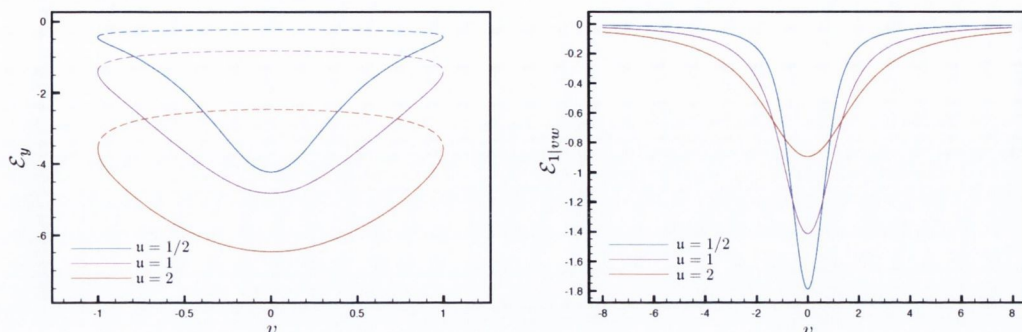 0
-2
-4
-6
ℰ_y
u = 1/2
u = 1
u = 2
-1
-0.5
0
0.5
1
v
0
-0.2
-0.4
-0.6
-0.8
-1
-1.2
-1.4
-1.6
-1.8
ℰ_{1|vw}
u = 1/2
u = 1
u = 2
-8
-6
-4
-2
0
2
4
6
8
v